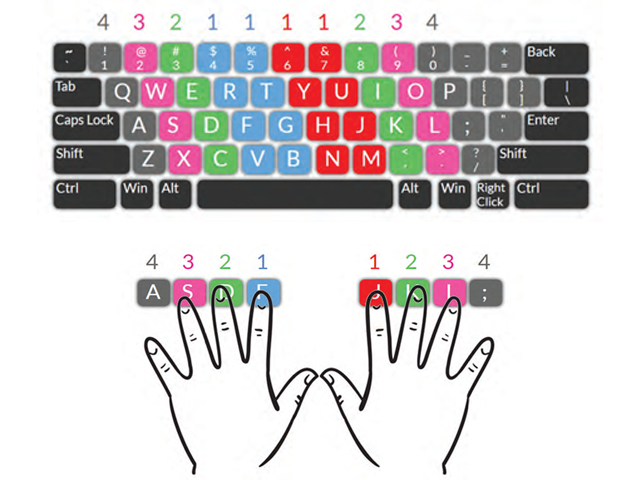 4 3 2 1 1 1 1 2 3 4
~ ` ! 1 @ 2 # 3 $ 4 % 5 ^ 6 & 7 * 8 ( 9 ) 0 _ - + = Back
Tab Q W E R T Y U I O P { [ } ] | \
Caps Lock A S D F G H J K L ; " ' Enter
Shift Z X C V B N M < , > . ? / Shift
Ctrl Win Alt Alt Win Right Click Ctrl
4 3 2 1 1 2 3 4
A S D F J K L ;